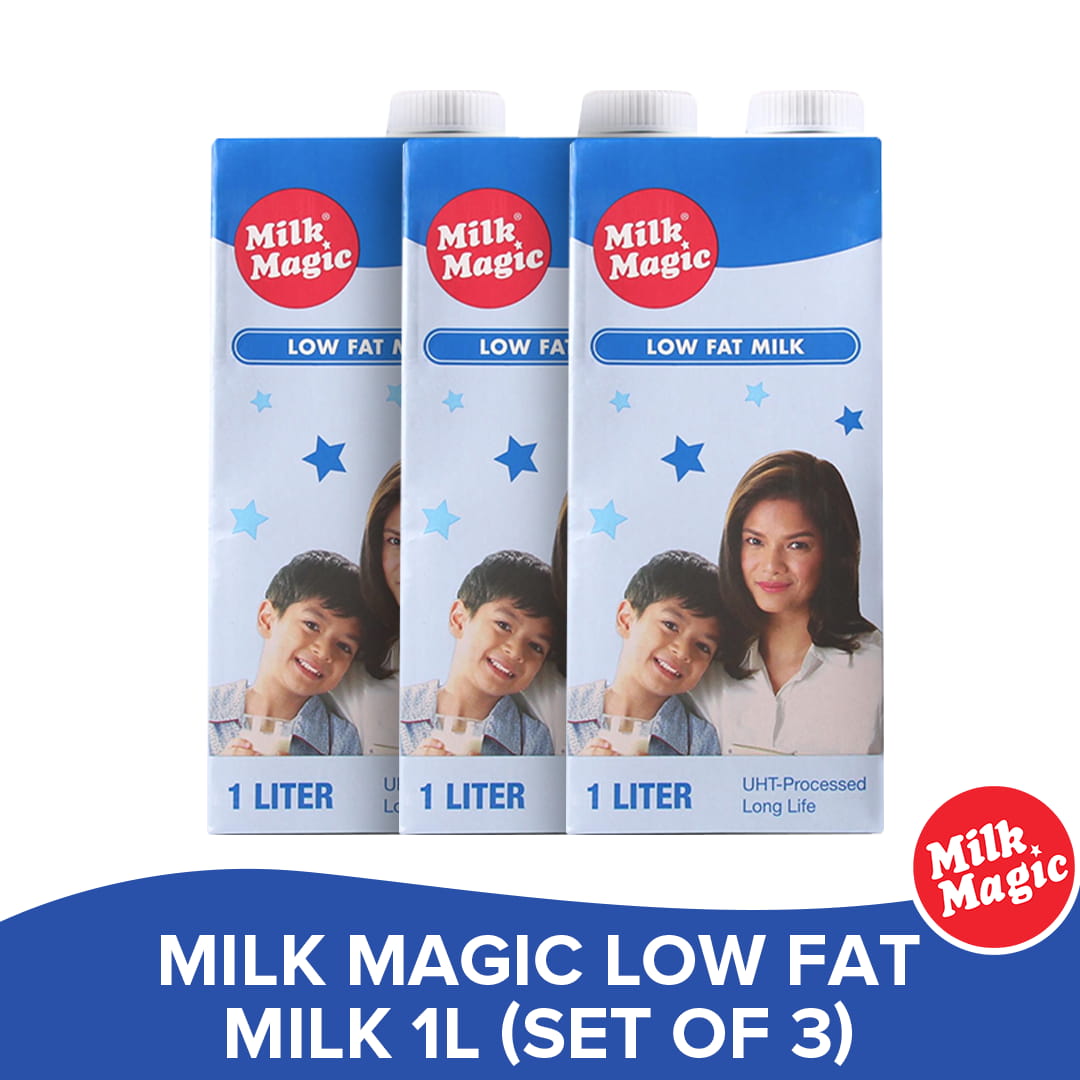 Milk®
Magic
LOW FAT M
1 LITER
Milk®
Magic
LOW FAT
1 LITER
Milk®
Magic
LOW FAT MILK
1 LITER
UHT-Processed
Long Life
Milk
Magic
MILK MAGIC LOW FAT
MILK 1L (SET OF 3)